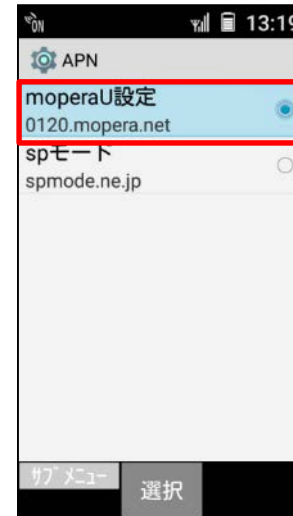 ON 13:19
APN
moperaU設定
0120.mopera.net
spモード
spmode.ne.jp
ｻﾌﾞﾒﾆｭｰ
選択